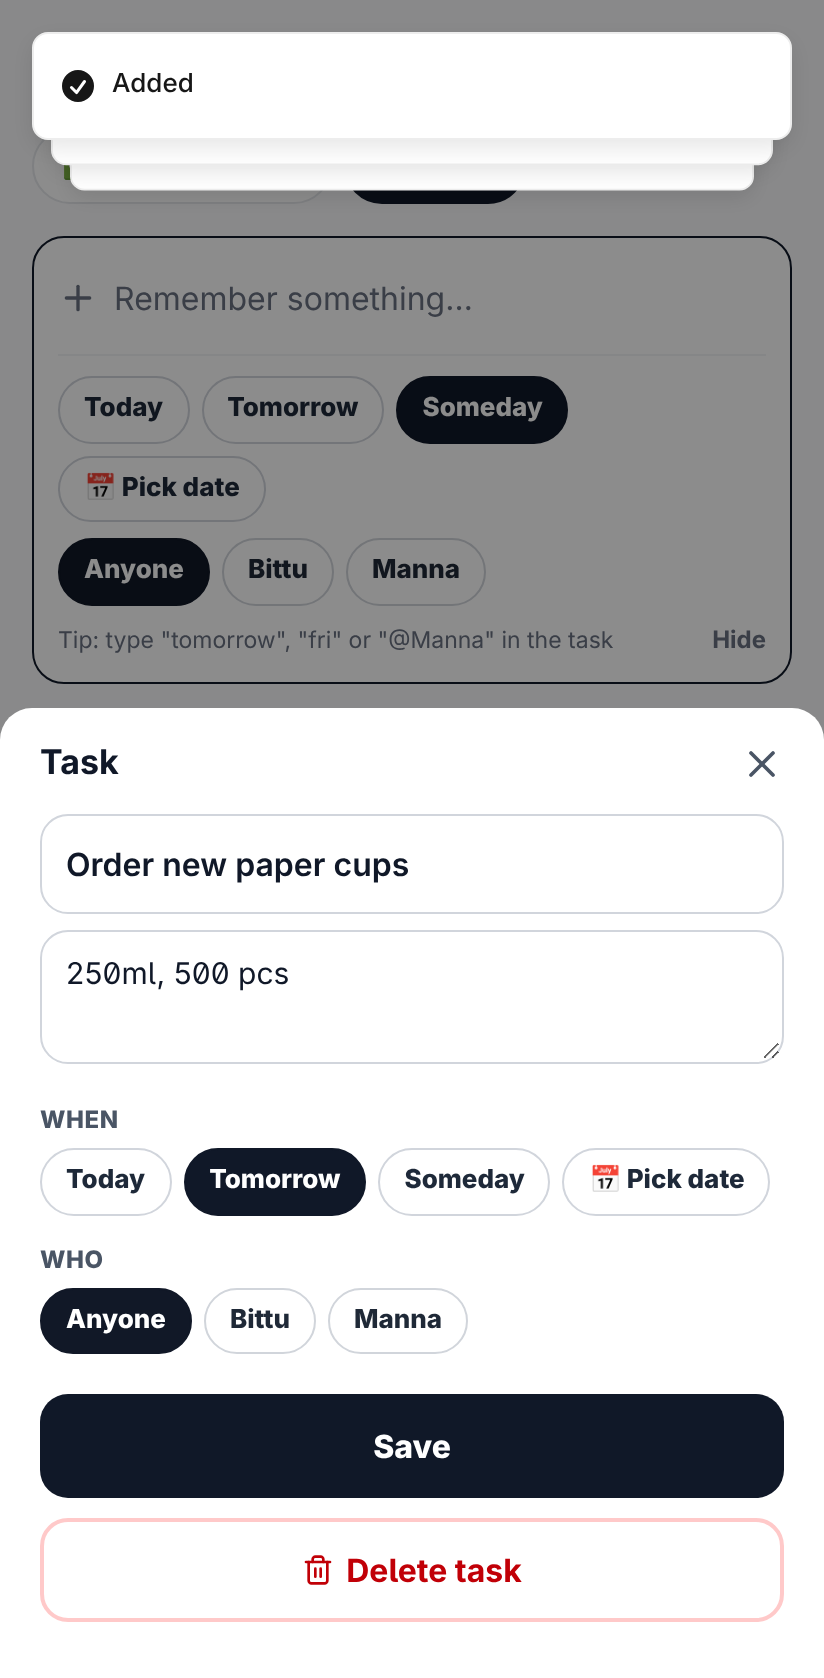 Added
Remember something...
Today Tomorrow Someday
📅 Pick date
Anyone Bittu Manna
Tip: type "tomorrow", "fri" or "@Manna" in the task Hide
Task
Order new paper cups
250ml, 500 pcs
WHEN
Today Tomorrow Someday 📅 Pick date
WHO
Anyone Bittu Manna
Save
Delete task